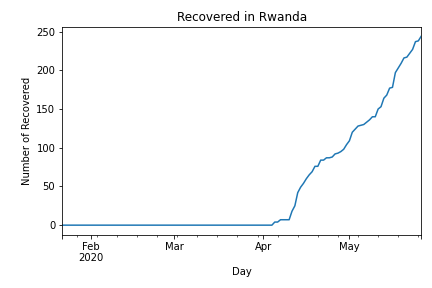 Recovered in Rwanda
Number of Recovered
250
200
150
100
50
0
Feb
2020
Mar
Apr
May
Day